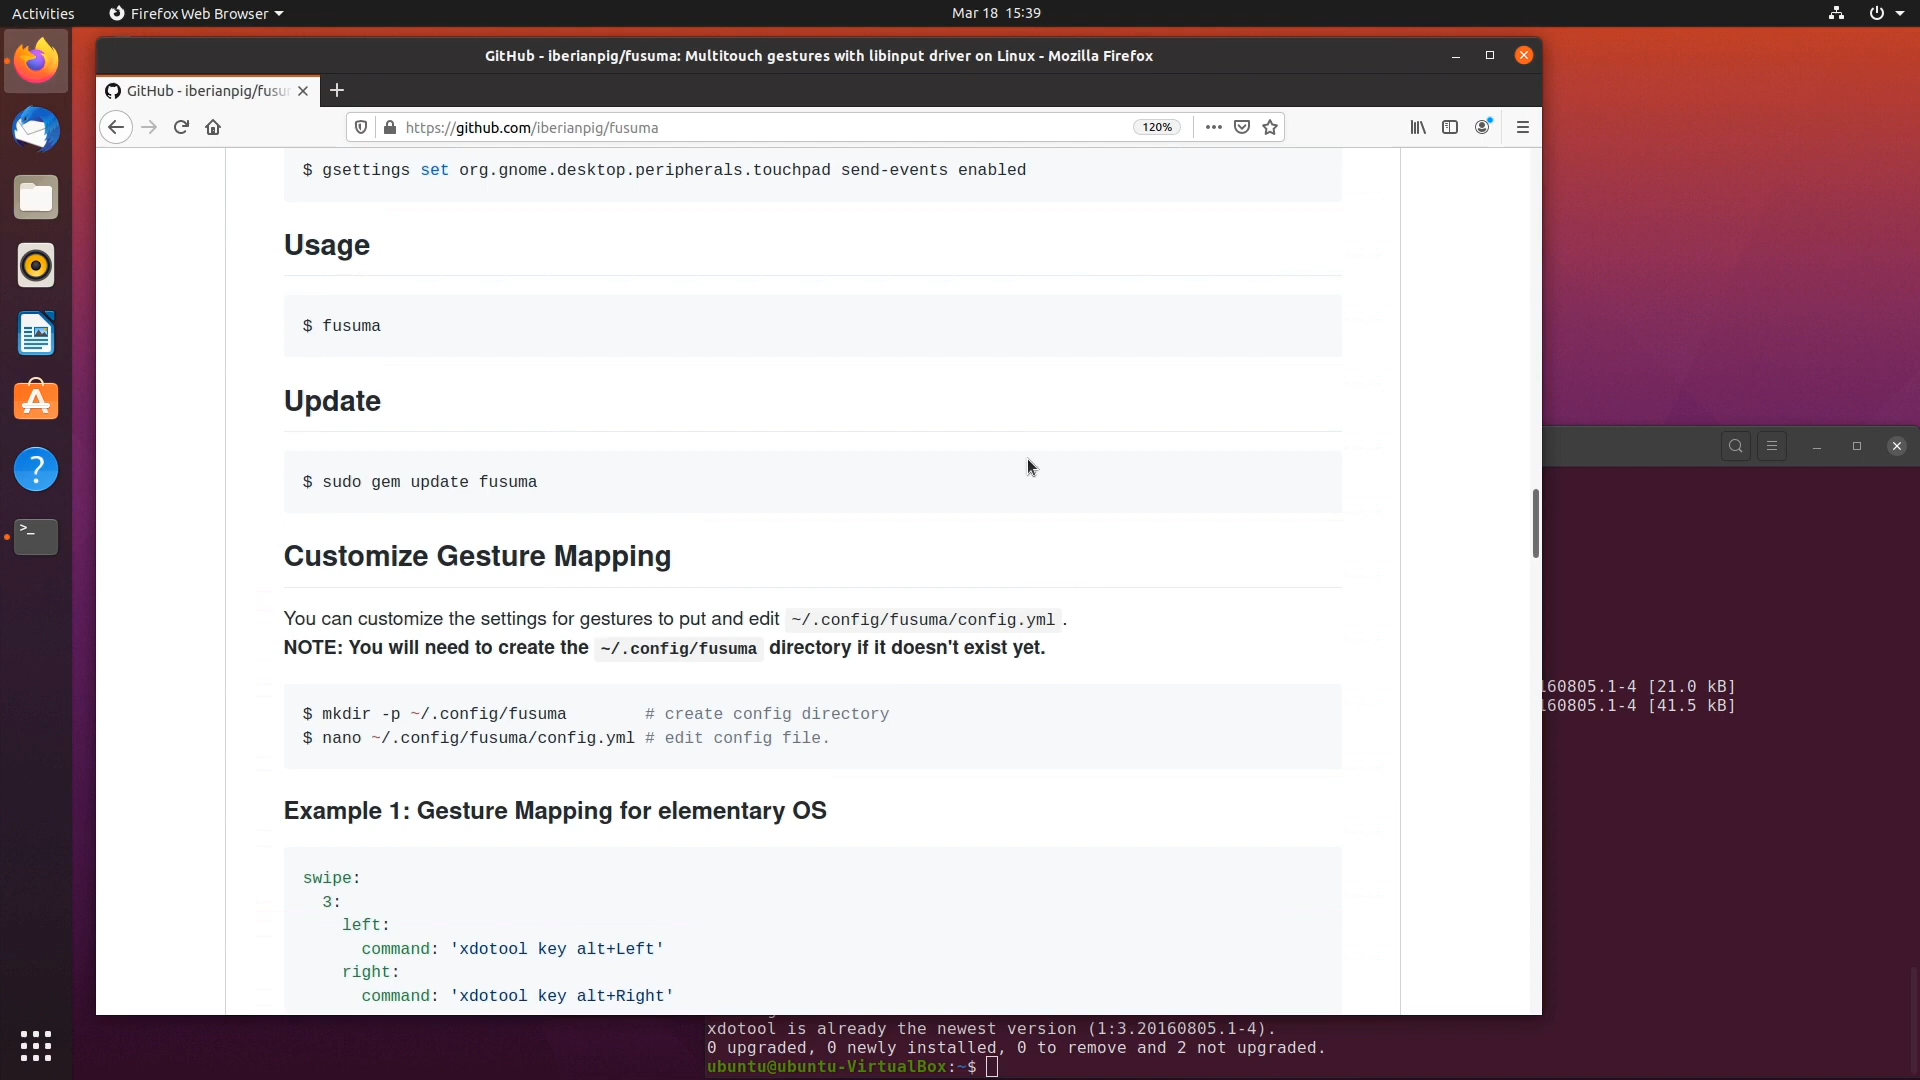 Activities
Firefox Web Browser
Mar 18 15:39
GitHub - iberianpig/fusuma: Multitouch gestures with libinput driver on Linux - Mozilla Firefox
GitHub - iberianpig/fusu
https://github.com/iberianpig/fusuma
120%
$ gsettings set org.gnome.desktop.peripherals.touchpad send-events enabled
Usage
$ fusuma
Update
$ sudo gem update fusuma
Customize Gesture Mapping
You can customize the settings for gestures to put and edit ~/.config/fusuma/config.yml .
NOTE: You will need to create the ~/.config/fusuma directory if it doesn't exist yet.
$ mkdir -p ~/.config/fusuma # create config directory
$ nano ~/.config/fusuma/config.yml # edit config file.
Example 1: Gesture Mapping for elementary OS
swipe:
3:
left:
command: 'xdotool key alt+Left'
right:
command: 'xdotool key alt+Right'
160805.1-4 [21.0 kB]
160805.1-4 [41.5 kB]
xdotool is already the newest version (1:3.20160805.1-4).
0 upgraded, 0 newly installed, 0 to remove and 2 not upgraded.
ubuntu@ubuntu-VirtualBox:~$